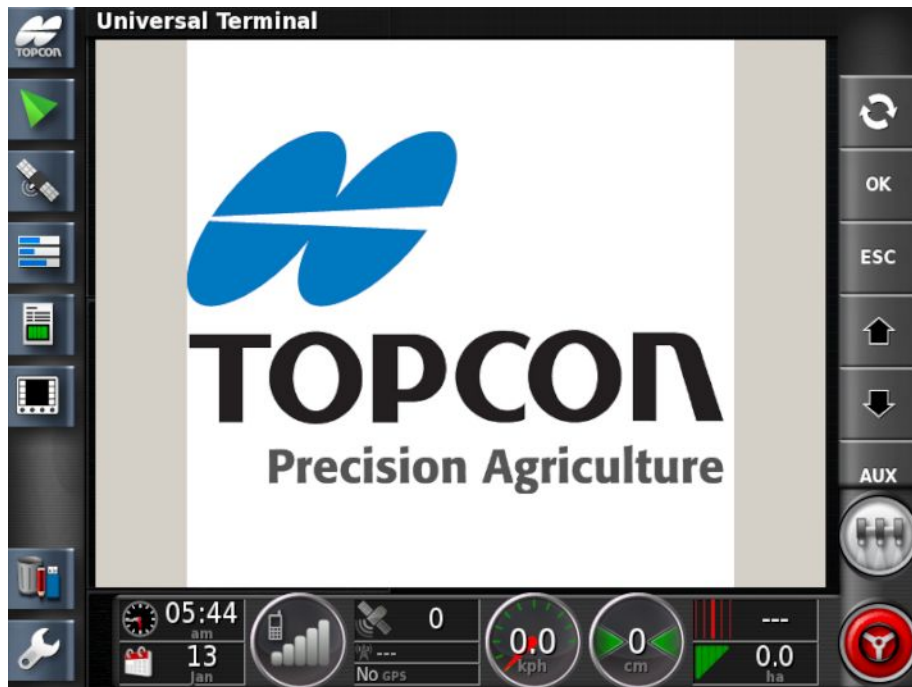 Universal Terminal
TOPCON
TOPCON
Precision Agriculture
OK
ESC
AUX
05:44
am
13
Jan
0
---
No GPS
0.0
kph
0
cm
---
0.0
ha